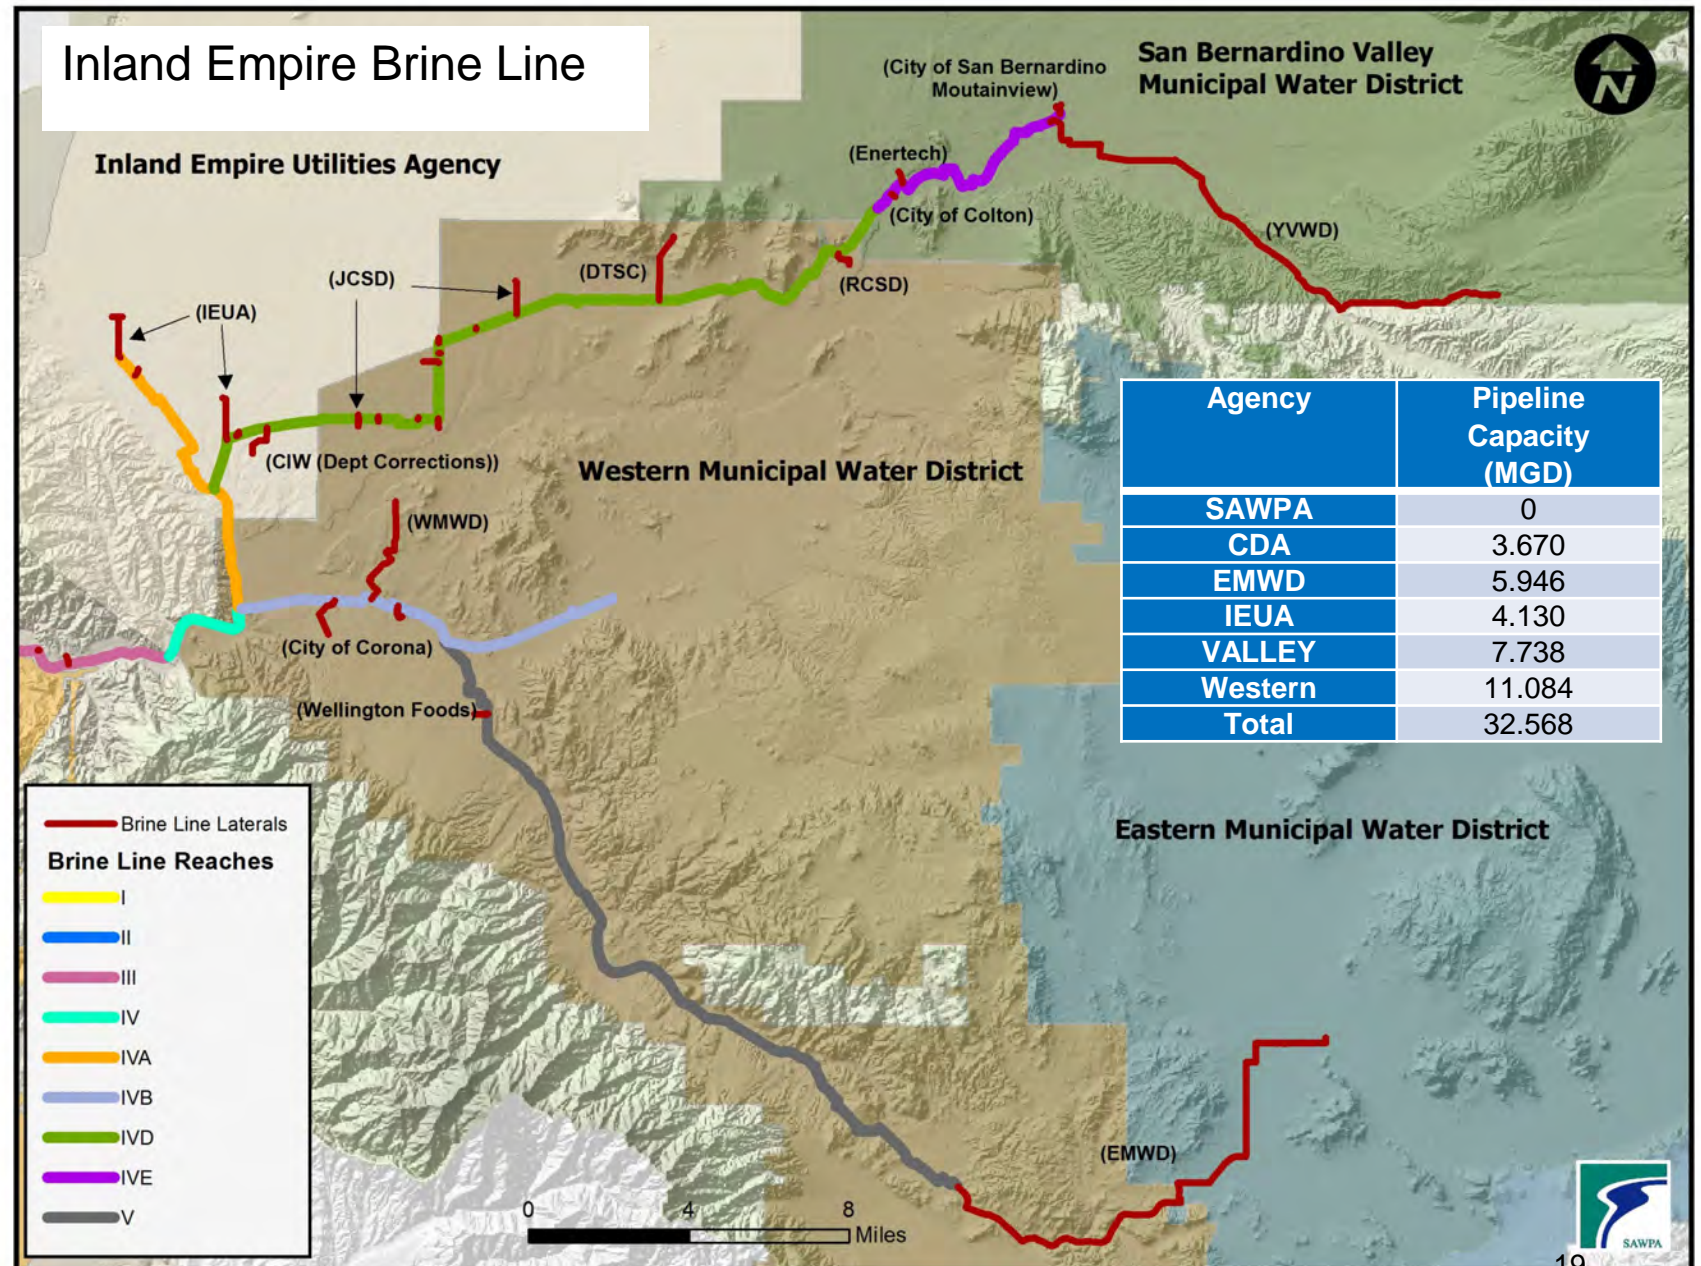 Inland Empire Brine Line
San Bernardino Valley
Municipal Water District
N
(City of San Bernardino
Moutainview)
Inland Empire Utilities Agency
(Enertech)
(City of Colton)
(YVWD)
(JCSD)
(DTSC)
(RCSD)
(IEUA)
(CIW (Dept Corrections))
Western Municipal Water District
(WMWD)
(City of Corona)
(Wellington Foods)
Agency Pipeline
Capacity
(MGD)
SAWPA 0
CDA 3.670
EMWD 5.946
IEUA 4.130
VALLEY 7.738
Western 11.084
Total 32.568
Eastern Municipal Water District
Brine Line Laterals
Brine Line Reaches
I
II
III
IV
IVA
IVB
IVD
IVE
V
(EMWD)
0 4 8
Miles
SAWPA
19